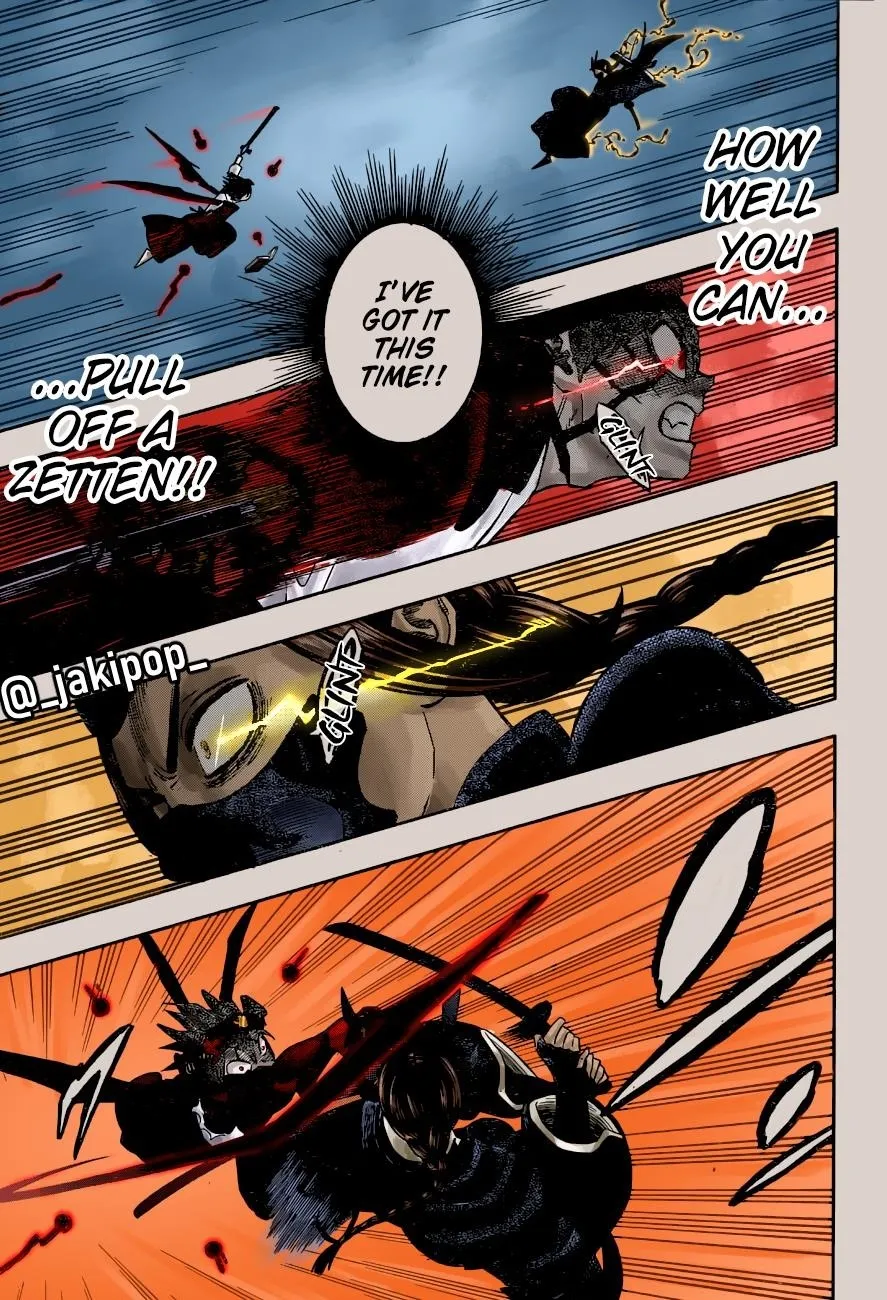 HOW
WELL
YOU
CAN...
I'VE
GOT IT
THIS
TIME!!
...PULL
OFF A
ZETTEN!!
GLINT
GLINT
@_jakipop_